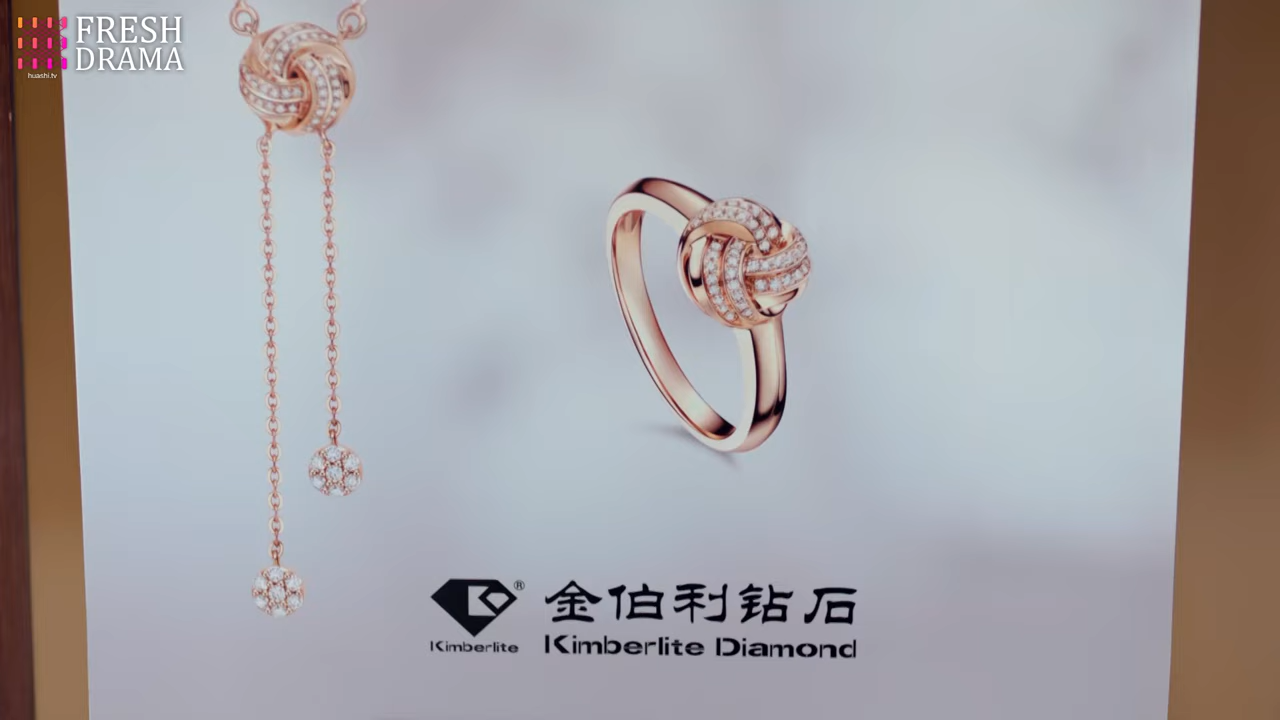 FRESH
DRAMA
huashi.tv
金伯利钻石
Kimberlite
Kimberlite Diamond
®